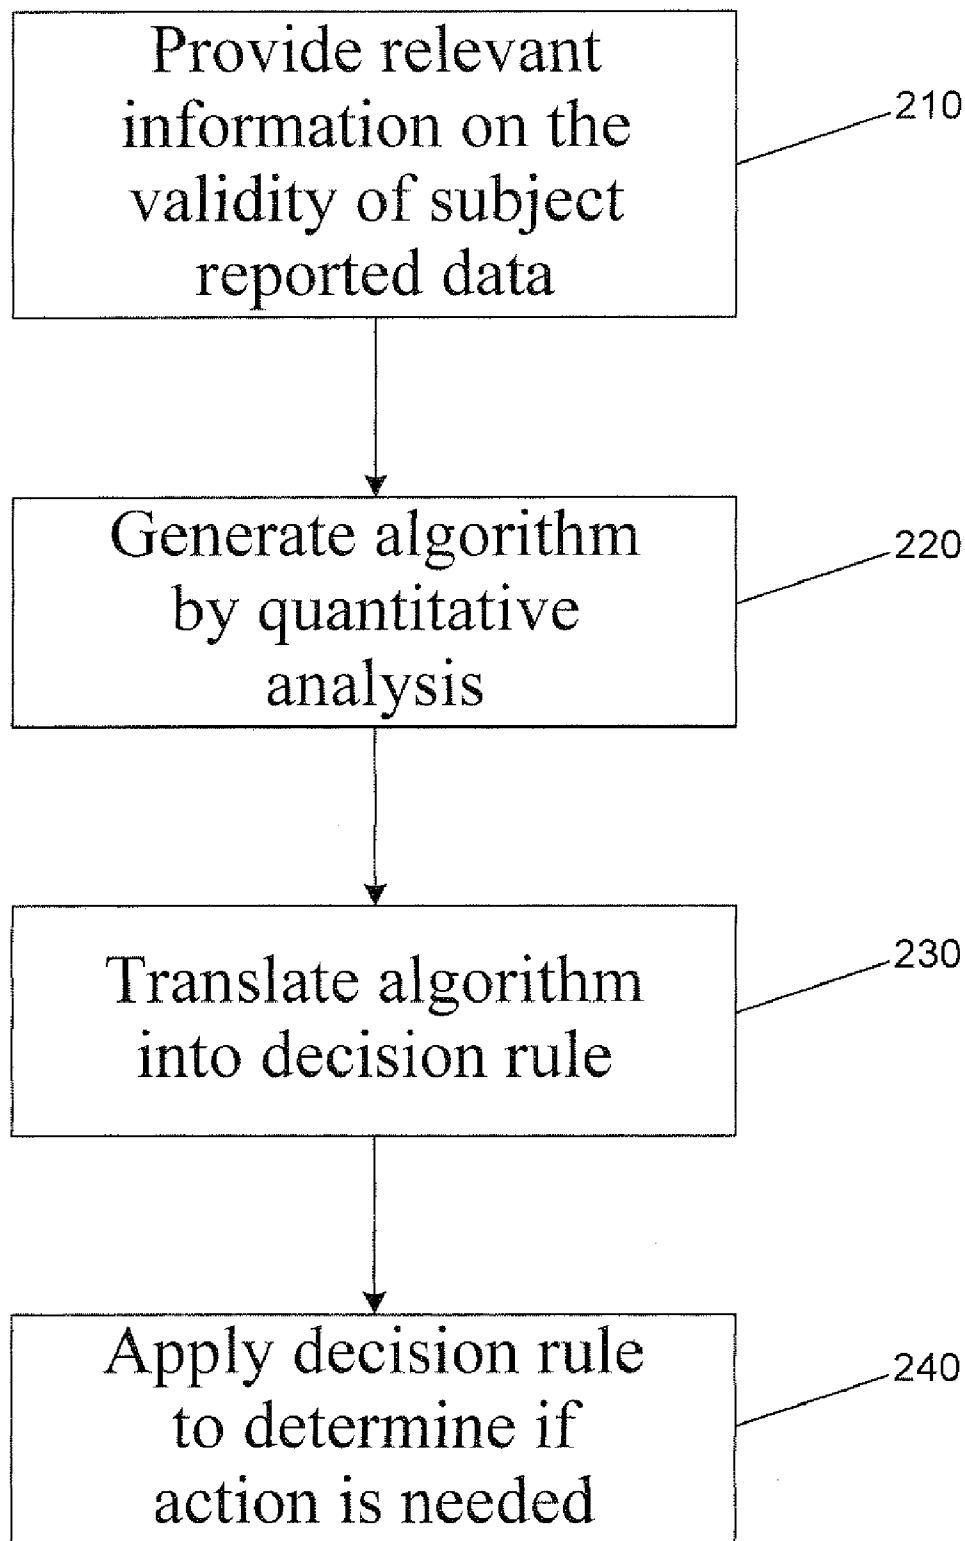 Provide relevant
information on the
validity of subject
reported data
210
Generate algorithm
by quantitative
analysis
220
Translate algorithm
into decision rule
230
Apply decision rule
to determine if
action is needed
240